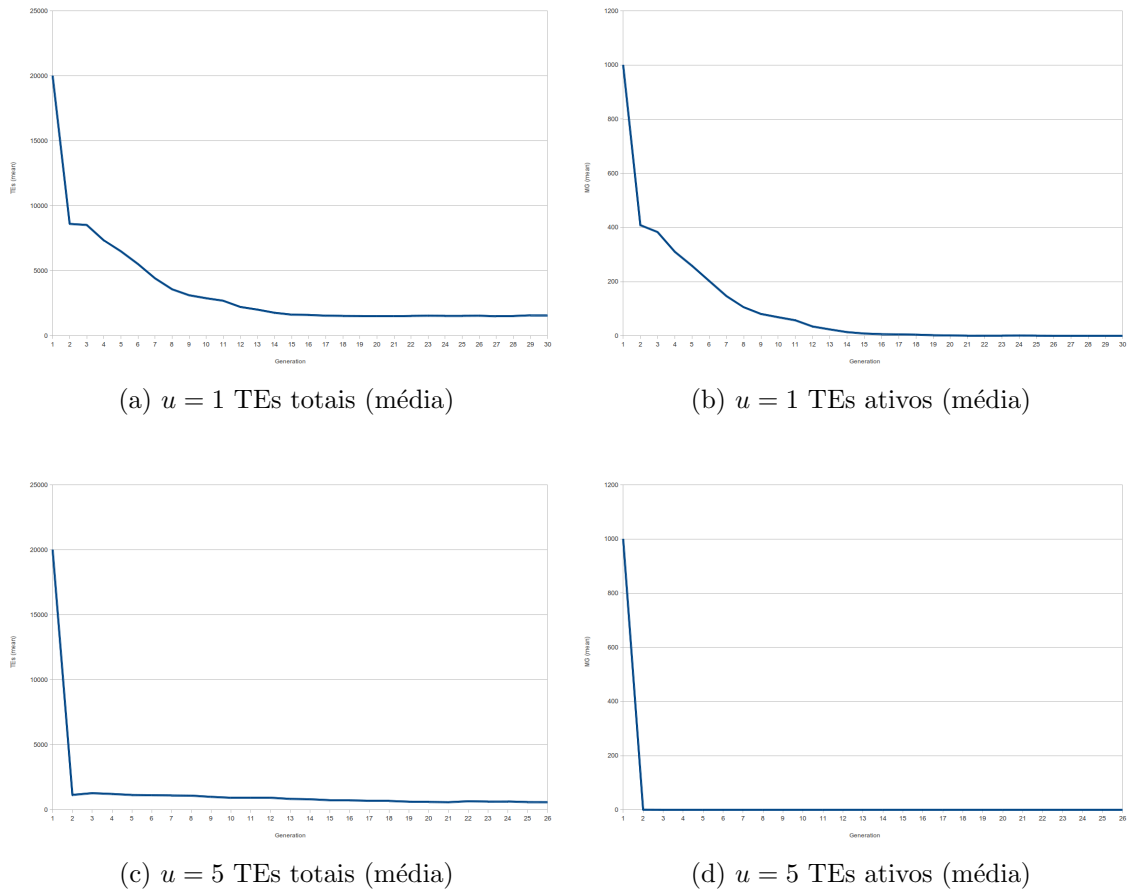 25000
20000
15000
10000
5000
0
TEs (mean)
1 2 3 4 5 6 7 8 9 10 11 12 13 14 15 16 17 18 19 20 21 22 23 24 25 26 27 28 29 30
Generation
(a) u = 1 TEs totais (média)
1200
1000
800
600
400
200
0
MG (mean)
1 2 3 4 5 6 7 8 9 10 11 12 13 14 15 16 17 18 19 20 21 22 23 24 25 26 27 28 29 30
Generation
(b) u = 1 TEs ativos (média)
25000
20000
15000
10000
5000
0
TEs (mean)
1 2 3 4 5 6 7 8 9 10 11 12 13 14 15 16 17 18 19 20 21 22 23 24 25 26
Generation
(c) u = 5 TEs totais (média)
1200
1000
800
600
400
200
0
MG (mean)
1 2 3 4 5 6 7 8 9 10 11 12 13 14 15 16 17 18 19 20 21 22 23 24 25 26
Generation
(d) u = 5 TEs ativos (média)